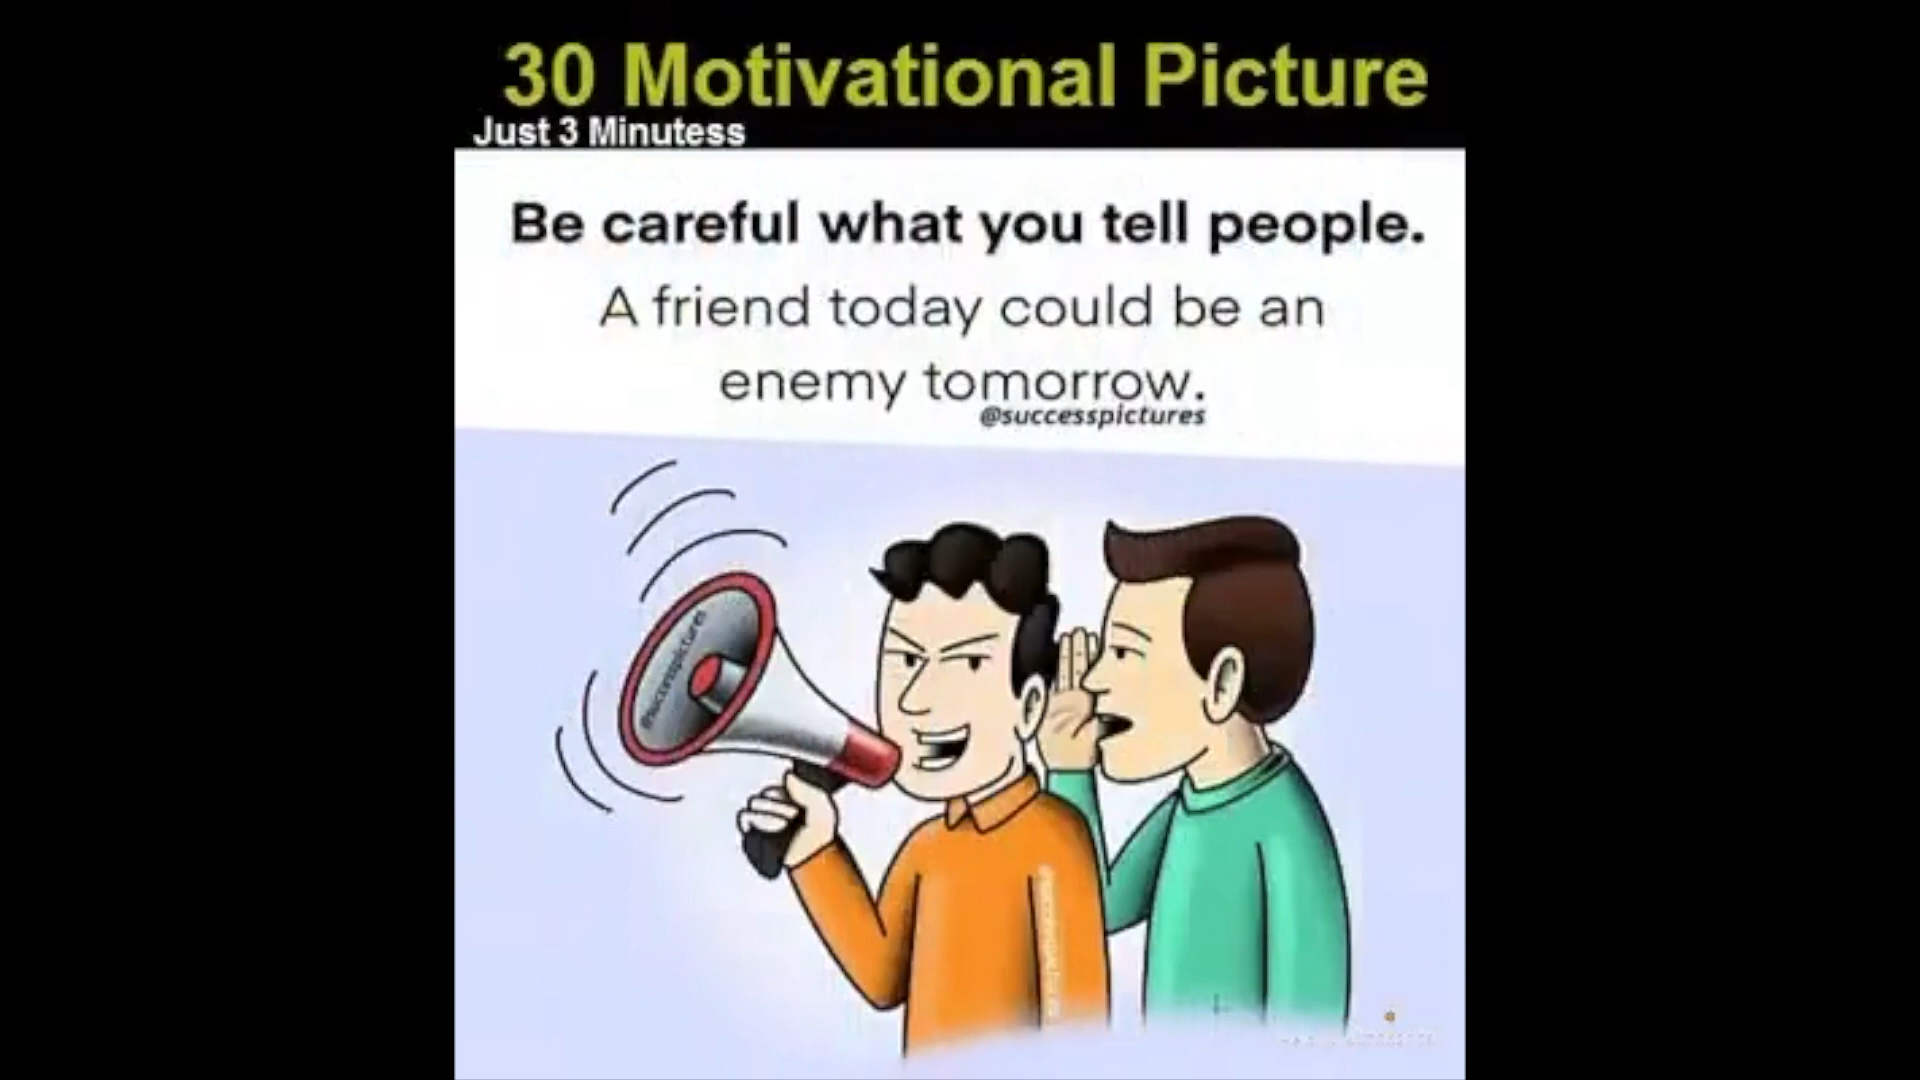 30 Motivational Picture
Just 3 Minutess
Be careful what you tell people.
A friend today could be an
enemy tomorrow.
@successpictures
@successpictures